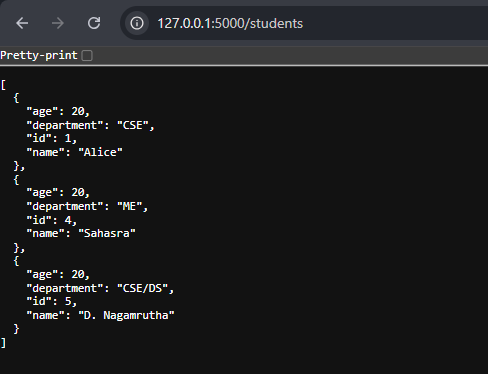 127.0.0.1:5000/students
Pretty-print
[
  {
    "age": 20,
    "department": "CSE",
    "id": 1,
    "name": "Alice"
  },
  {
    "age": 20,
    "department": "ME",
    "id": 4,
    "name": "Sahasra"
  },
  {
    "age": 20,
    "department": "CSE/DS",
    "id": 5,
    "name": "D. Nagamrutha"
  }
]